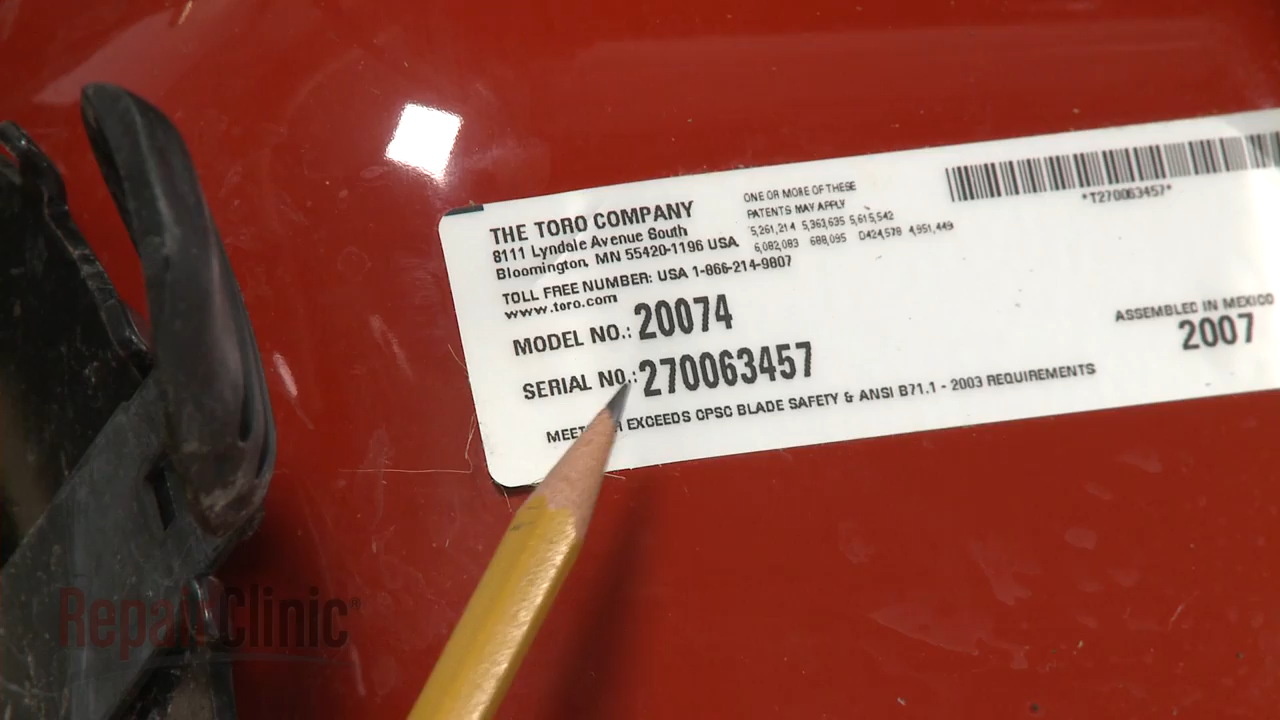 THE TORO COMPANY
8111 Lyndale Avenue South
Bloomington, MN 55420-1196 USA
TOLL FREE NUMBER: USA 1-866-214-9807
www.toro.com
MODEL NO.: 20074
SERIAL NO.: 270063457
MEET EXCEEDS CPSC BLADE SAFETY & ANSI B71.1 - 2003 REQUIREMENTS
ONE OR MORE OF THESE
PATENTS MAY APPLY
5,261,214 5,363,635 5,615,542
6,082,083 688,095 D424,578 4,951,449
*T270063457*
ASSEMBLED IN MEXICO
2007
RepairClinic®